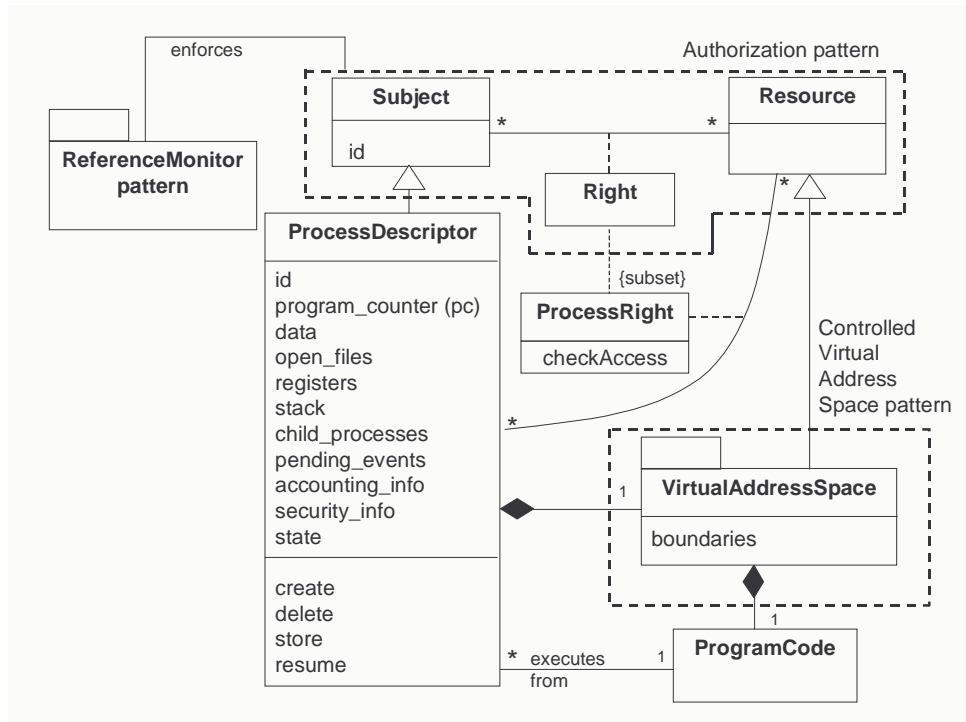 enforces
Authorization pattern
Subject
id
*
*
Resource
ReferenceMonitor
pattern
Right
*
ProcessDescriptor
id
program_counter (pc)
data
open_files
registers
stack
child_processes
pending_events
accounting_info
security_info
state
create
delete
store
resume
{subset}
ProcessRight
checkAccess
Controlled
Virtual
Address
Space pattern
*
1
VirtualAddressSpace
boundaries
1
* executes 1
from
ProgramCode